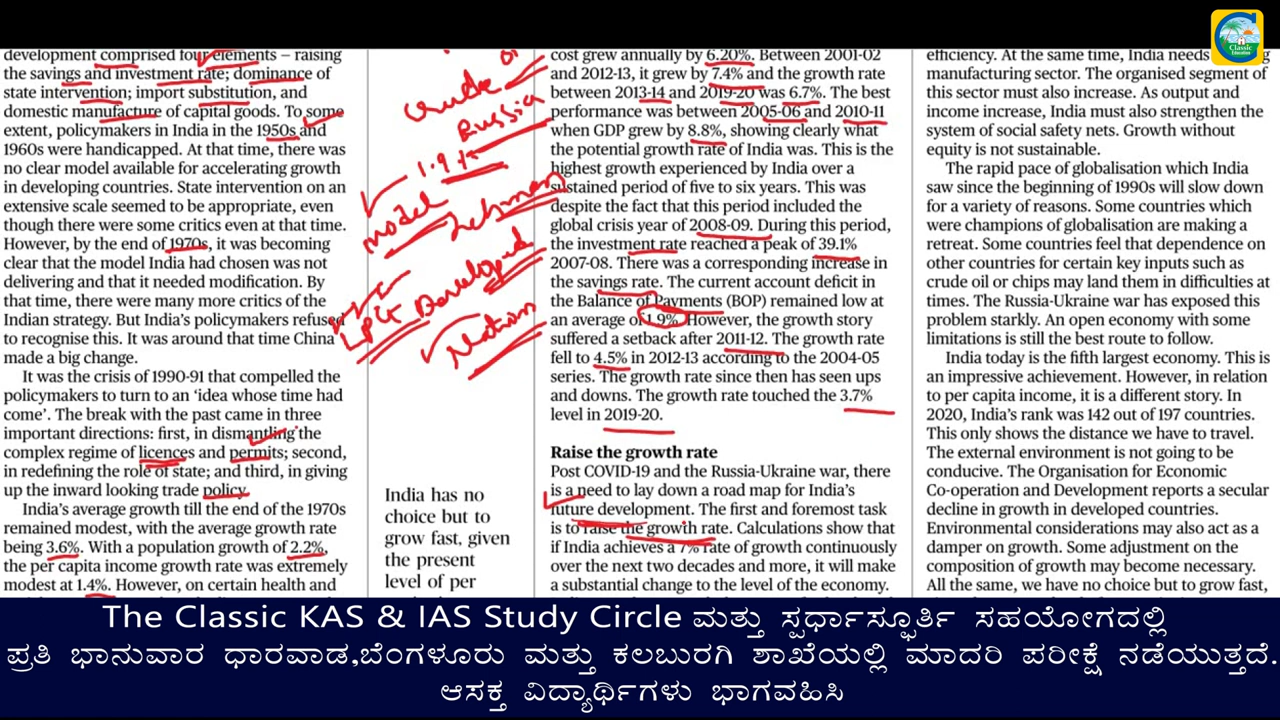 development comprised four elements — raising
the savings and investment rate; dominance of
state intervention; import substitution, and
domestic manufacture of capital goods. To some
extent, policymakers in India in the 1950s and
1960s were handicapped. At that time, there was
no clear model available for accelerating growth
in developing countries. State intervention on an
extensive scale seemed to be appropriate, even
though there were some critics even at that time.
However, by the end of 1970s, it was becoming
clear that the model India had chosen was not
delivering and that it needed modification. By
that time, there were many more critics of the
Indian strategy. But India's policymakers refused
to recognise this. It was around that time China
made a big change.
It was the crisis of 1990-91 that compelled the
policymakers to turn to an 'idea whose time had
come'. The break with the past came in three
important directions: first, in dismantling the
complex regime of licences and permits; second,
in redefining the role of state; and third, in giving
up the inward looking trade policy.
India's average growth till the end of the 1970s
remained modest, with the average growth rate
being 3.6%. With a population growth of 2.2%,
the per capita income growth rate was extremely
modest at 1.4%. However, on certain health and
crude
Russia
1.9%
model
Lehman
LPG Developed
Nations
India has no
choice but to
grow fast, given
the present
level of per
cost grew annually by 6.20%. Between 2001-02
and 2012-13, it grew by 7.4% and the growth rate
between 2013-14 and 2019-20 was 6.7%. The best
performance was between 2005-06 and 2010-11
when GDP grew by 8.8%, showing clearly what
the potential growth rate of India was. This is the
highest growth experienced by India over a
sustained period of five to six years. This was
despite the fact that this period included the
global crisis year of 2008-09. During this period,
the investment rate reached a peak of 39.1%
2007-08. There was a corresponding increase in
the savings rate. The current account deficit in
the Balance of Payments (BOP) remained low at
an average of 1.9%. However, the growth story
suffered a setback after 2011-12. The growth rate
fell to 4.5% in 2012-13 according to the 2004-05
series. The growth rate since then has seen ups
and downs. The growth rate touched the 3.7%
level in 2019-20.
Raise the growth rate
Post COVID-19 and the Russia-Ukraine war, there
is a need to lay down a road map for India's
future development. The first and foremost task
is to raise the growth rate. Calculations show that
if India achieves a 7% rate of growth continuously
over the next two decades and more, it will make
a substantial change to the level of the economy.
efficiency. At the same time, India needs
manufacturing sector. The organised segment of
this sector must also increase. As output and
income increase, India must also strengthen the
system of social safety nets. Growth without
equity is not sustainable.
The rapid pace of globalisation which India
saw since the beginning of 1990s will slow down
for a variety of reasons. Some countries which
were champions of globalisation are making a
retreat. Some countries feel that dependence on
other countries for certain key inputs such as
crude oil or chips may land them in difficulties at
times. The Russia-Ukraine war has exposed this
problem starkly. An open economy with some
limitations is still the best route to follow.
India today is the fifth largest economy. This is
an impressive achievement. However, in relation
to per capita income, it is a different story. In
2020, India's rank was 142 out of 197 countries.
This only shows the distance we have to travel.
The external environment is not going to be
conducive. The Organisation for Economic
Co-operation and Development reports a secular
decline in growth in developed countries.
Environmental considerations may also act as a
damper on growth. Some adjustment on the
composition of growth may become necessary.
All the same, we have no choice but to grow fast,
Classic
Education
The Classic KAS & IAS Study Circle ಮತ್ತು ಸ್ಪರ್ಧಾಸ್ಫೂರ್ತಿ ಸಹಯೋಗದಲ್ಲಿ
ಪ್ರತಿ ಭಾನುವಾರ ಧಾರವಾಡ,ಬೆಂಗಳೂರು ಮತ್ತು ಕಲಬುರಗಿ ಶಾಖೆಯಲ್ಲಿ ಮಾದರಿ ಪರೀಕ್ಷೆ ನಡೆಯುತ್ತದೆ.
ಆಸಕ್ತ ವಿದ್ಯಾರ್ಥಿಗಳು ಭಾಗವಹಿಸಿ